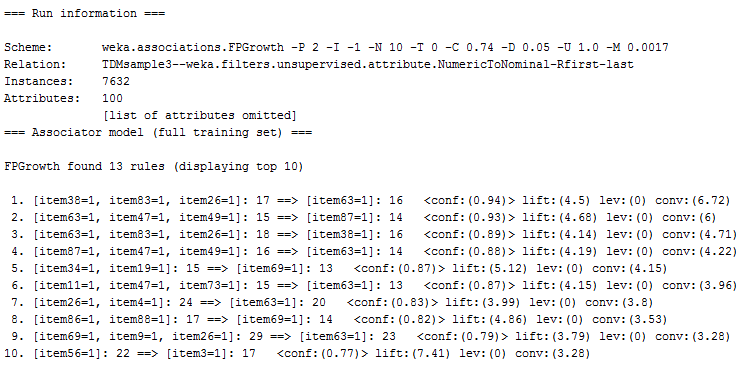 === Run information ===
Scheme: weka.associations.FPGrowth -P 2 -I -1 -N 10 -T 0 -C 0.74 -D 0.05 -U 1.0 -M 0.0017
Relation: TDMsample3-weka.filters.unsupervised.attribute.NumericToNominal-Rfirst-last
Instances: 7632
Attributes: 100
[list of attributes omitted]
=== Associator model (full training set) ===
FPGrowth found 13 rules (displaying top 10)
1. [item38=1, item83=1, item26=1]: 17 ==> [item63=1]: 16 <conf:(0.94)> lift:(4.5) lev:(0) conv:(6.72)
2. [item63=1, item47=1, item49=1]: 15 ==> [item87=1]: 14 <conf:(0.93)> lift:(4.68) lev:(0) conv:(6)
3. [item63=1, item83=1, item26=1]: 18 ==> [item38=1]: 16 <conf:(0.89)> lift:(4.14) lev:(0) conv:(4.71)
4. [item87=1, item47=1, item49=1]: 16 ==> [item63=1]: 14 <conf:(0.88)> lift:(4.19) lev:(0) conv:(4.22)
5. [item34=1, item19=1]: 15 ==> [item69=1]: 13 <conf:(0.87)> lift:(5.12) lev:(0) conv:(4.15)
6. [item11=1, item47=1, item73=1]: 15 ==> [item63=1]: 13 <conf:(0.87)> lift:(4.15) lev:(0) conv:(3.96)
7. [item26=1, item4=1]: 24 ==> [item63=1]: 20 <conf:(0.83)> lift:(3.99) lev:(0) conv:(3.8)
8. [item86=1, item88=1]: 17 ==> [item69=1]: 14 <conf:(0.82)> lift:(4.86) lev:(0) conv:(3.53)
9. [item69=1, item9=1, item26=1]: 29 ==> [item63=1]: 23 <conf:(0.79)> lift:(3.79) lev:(0) conv:(3.28)
10. [item56=1]: 22 ==> [item3=1]: 17 <conf:(0.77)> lift:(7.41) lev:(0) conv:(3.28)